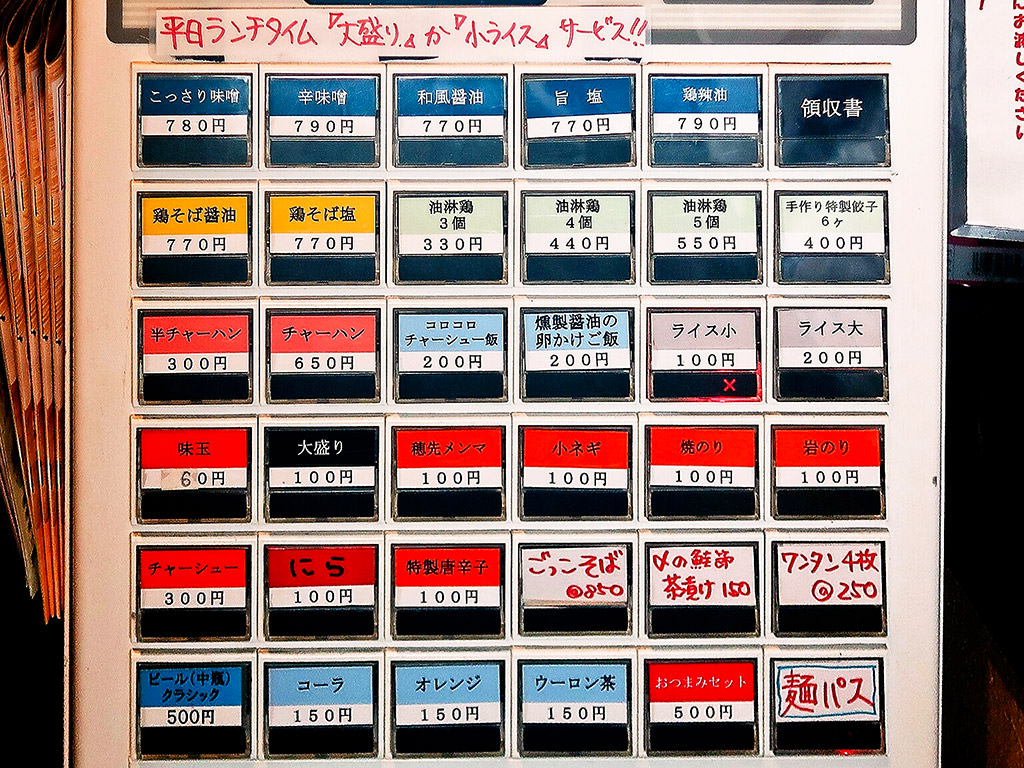 平日ランチタイム『大盛り』か『小ライス』サービス!!
こっさり味噌
780円
辛味噌
790円
和風醤油
770円
旨塩
770円
鶏辣油
790円
領収書
鶏そば醤油
770円
鶏そば塩
770円
油淋鶏
3個
330円
油淋鶏
4個
440円
油淋鶏
5個
550円
手作り特製餃子
6ヶ
400円
半チャーハン
300円
チャーハン
650円
コロコロ
チャーシュー飯
200円
燻製醤油の
卵かけご飯
200円
ライス小
100円
×
ライス大
200円
味玉
60円
大盛り
100円
穂先メンマ
100円
小ネギ
100円
焼のり
100円
岩のり
100円
チャーシュー
300円
にら
100円
特製唐辛子
100円
ごっこそば
@850
〆の鮭節
茶漬け150
ワンタン4枚
@250
ビール(中瓶)
クラシック
500円
コーラ
150円
オレンジ
150円
ウーロン茶
150円
おつまみセット
500円
麺パス
にお渡しください